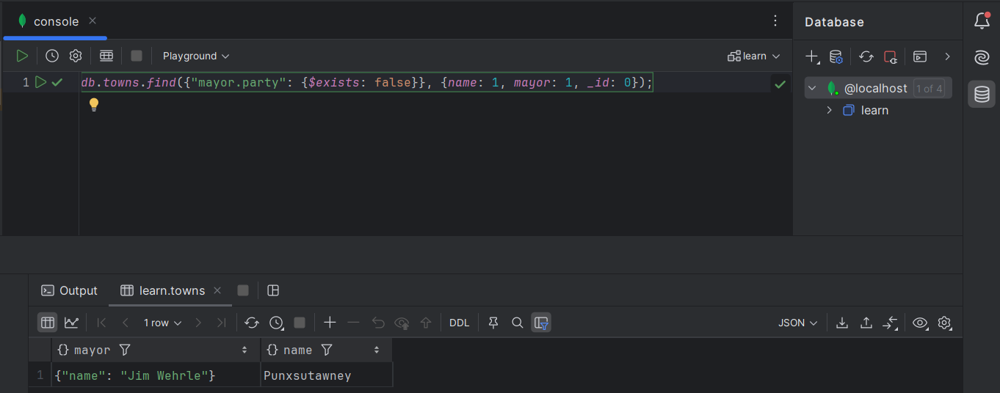 console
Database
Playground
learn
1 db.towns.find({"mayor.party": {$exists: false}}, {name: 1, mayor: 1, _id: 0});
@localhost 1 of 4
learn
Output
learn.towns
1 row
DDL
JSON
{} mayor
{} name
1 {"name": "Jim Wehrle"} Punxsutawney